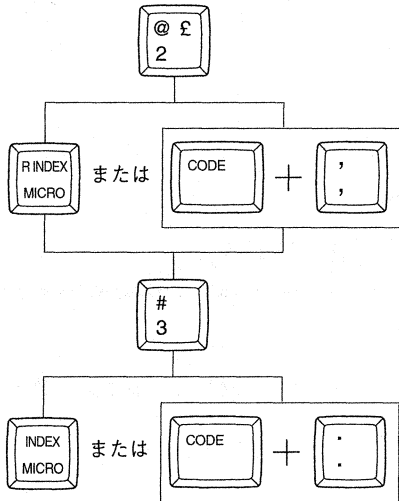 @ £
2
R INDEX
MICRO
または
CODE
+
,
,
#
3
INDEX
MICRO
または
CODE
+
.
.